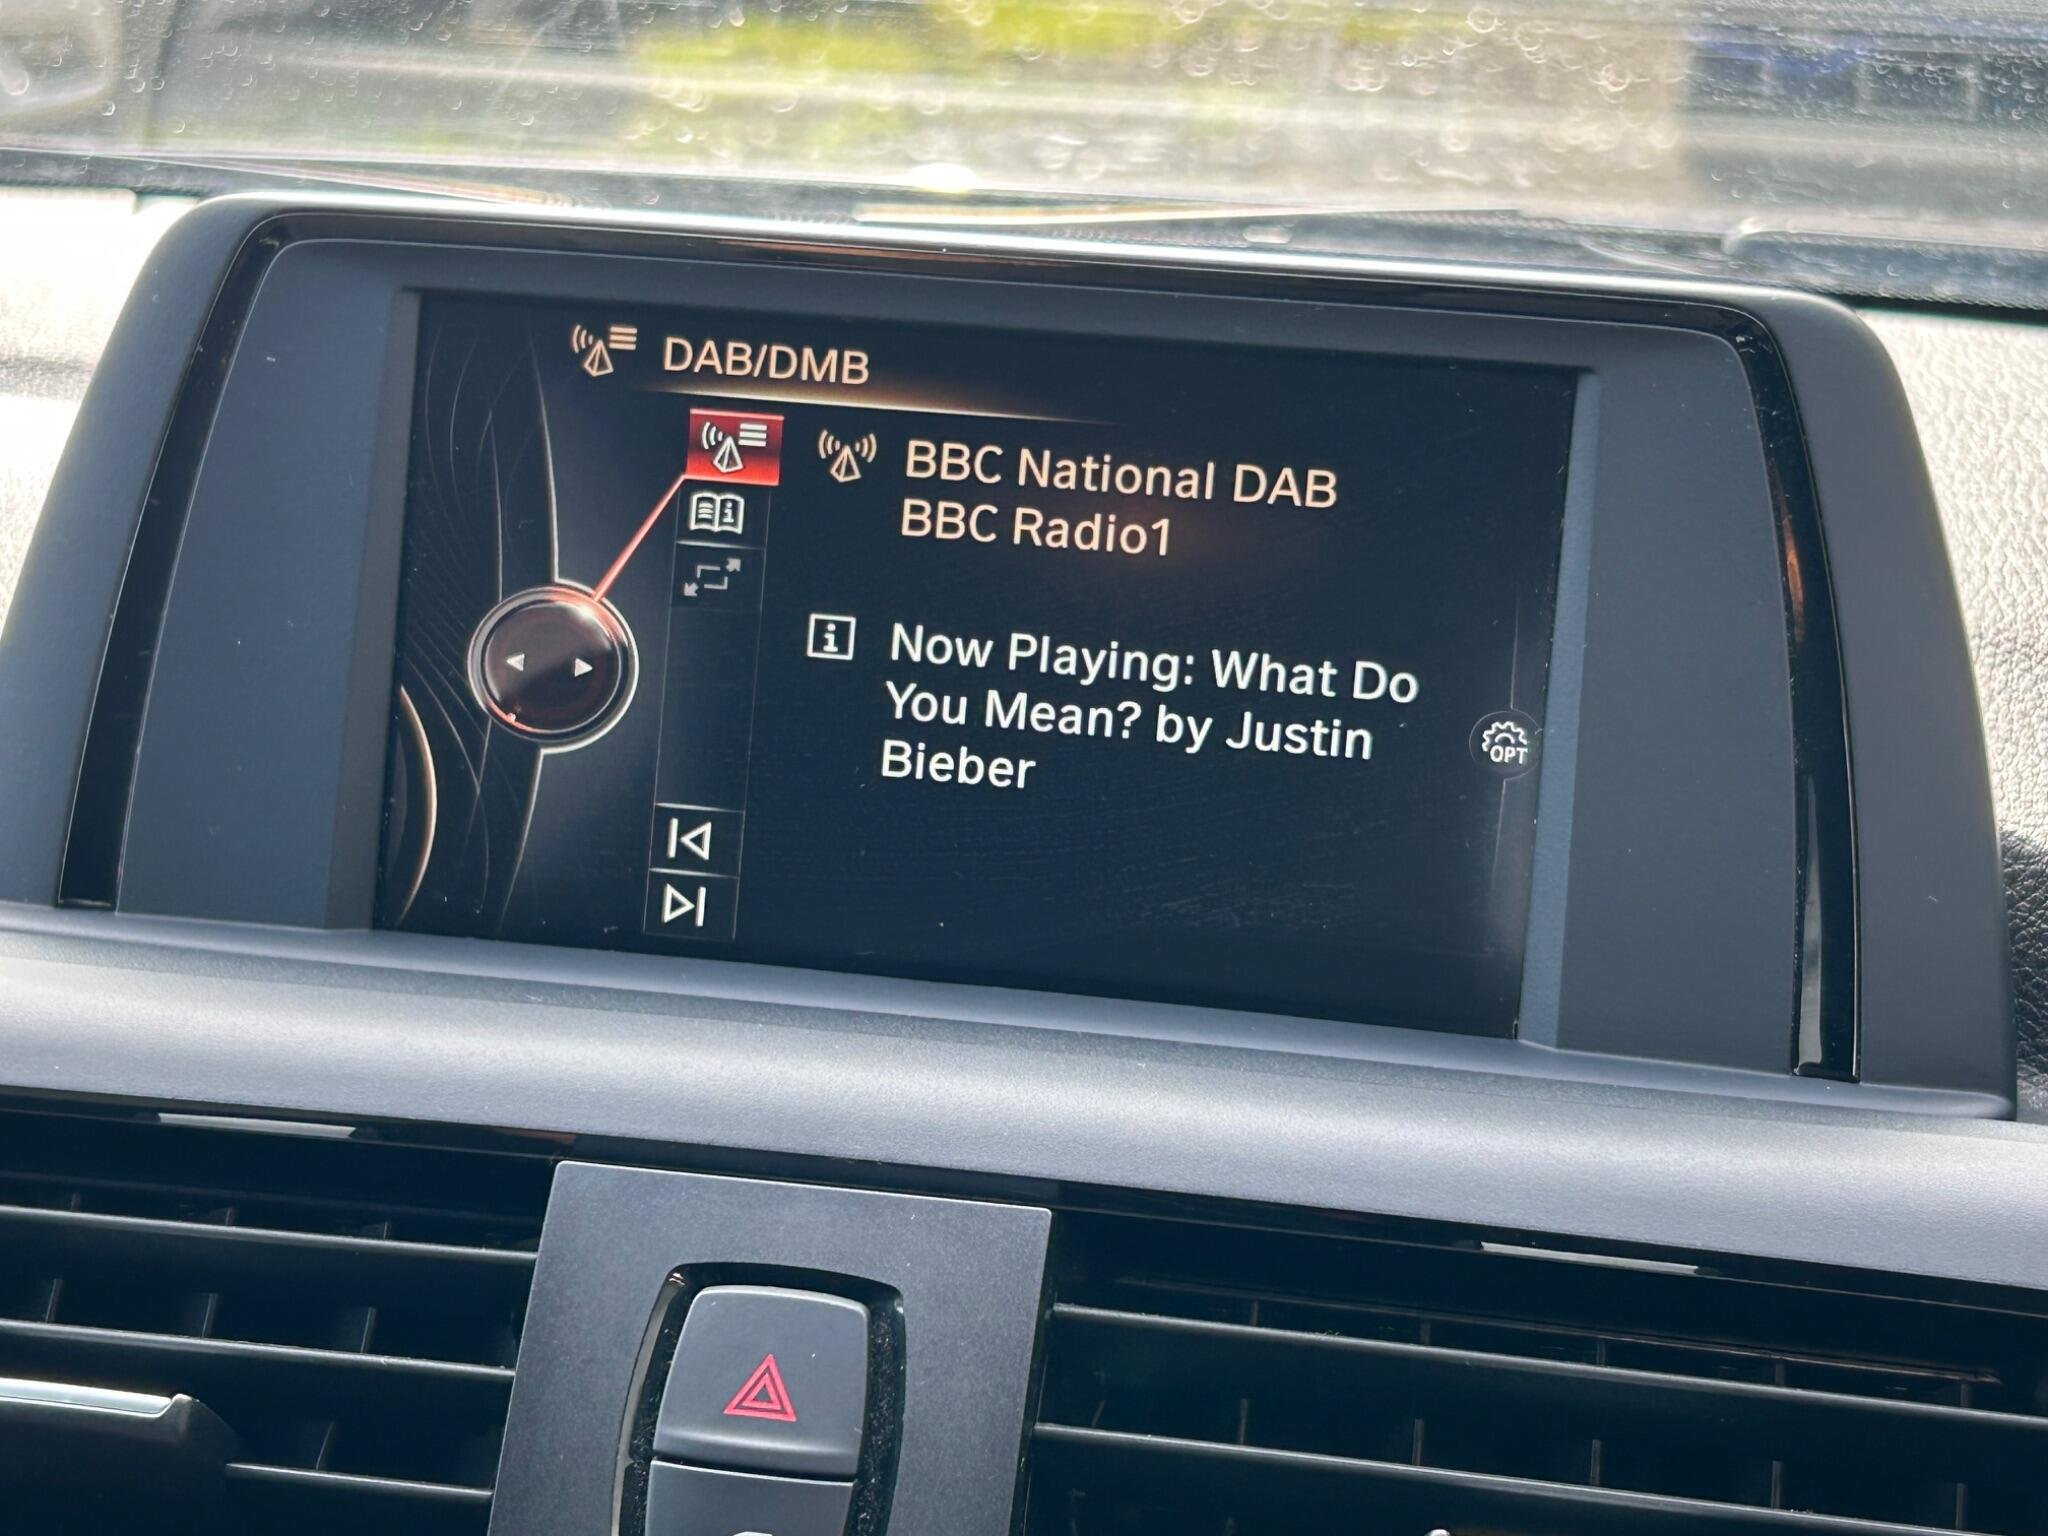 DAB/DMB
BBC National DAB
BBC Radio1
Now Playing: What Do
You Mean? by Justin
Bieber
OPT